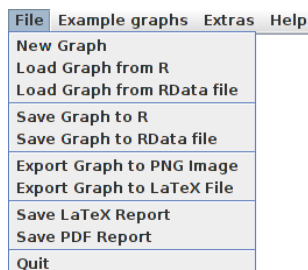 File Example graphs Extras Help
New Graph
Load Graph from R
Load Graph from RData file
Save Graph to R
Save Graph to RData file
Export Graph to PNG Image
Export Graph to LaTeX File
Save LaTeX Report
Save PDF Report
Quit